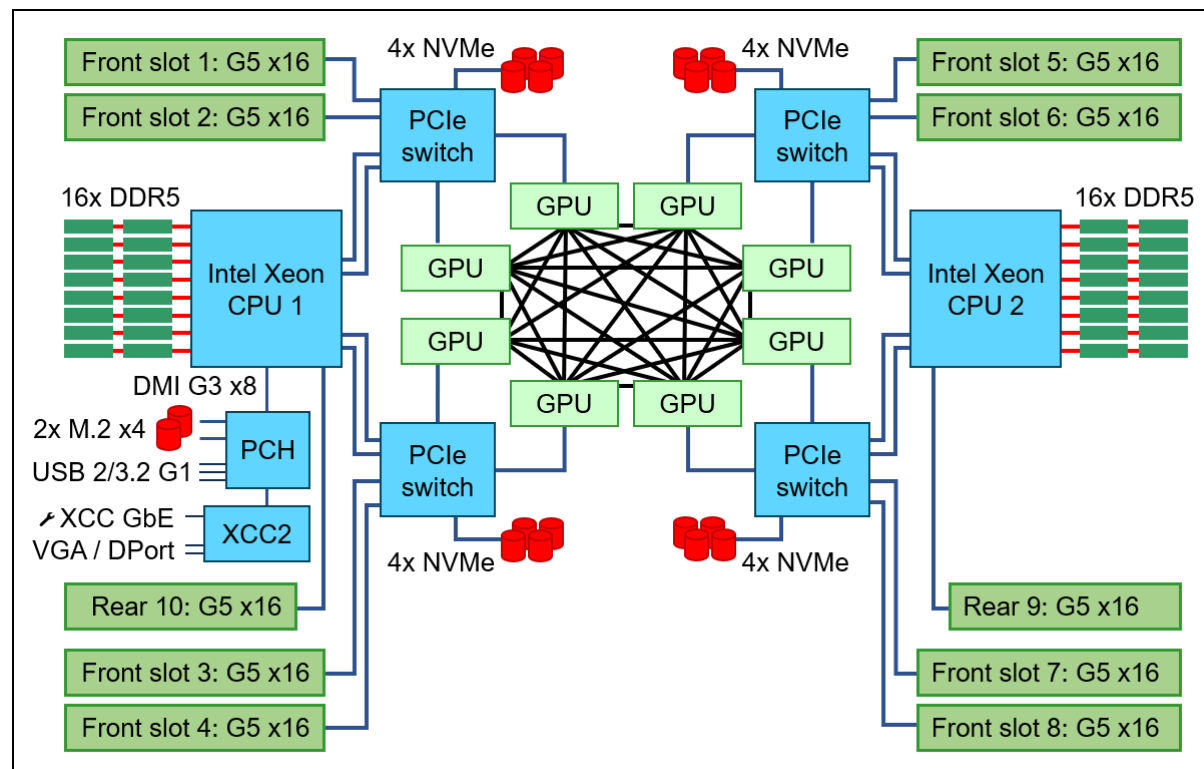 Front slot 1: G5 x16
4x NVMe
4x NVMe
Front slot 5: G5 x16
Front slot 2: G5 x16
PCIe
switch
PCIe
switch
Front slot 6: G5 x16
16x DDR5
GPU
GPU
16x DDR5
Intel Xeon
CPU 1
GPU
GPU
Intel Xeon
CPU 2
GPU
GPU
DMI G3 x8
GPU
GPU
2x M.2 x4
PCH
PCIe
switch
PCIe
switch
USB 2/3.2 G1
XCC GbE
XCC2
VGA / DPort
4x NVMe
4x NVMe
Rear 10: G5 x16
Rear 9: G5 x16
Front slot 3: G5 x16
Front slot 7: G5 x16
Front slot 4: G5 x16
Front slot 8: G5 x16